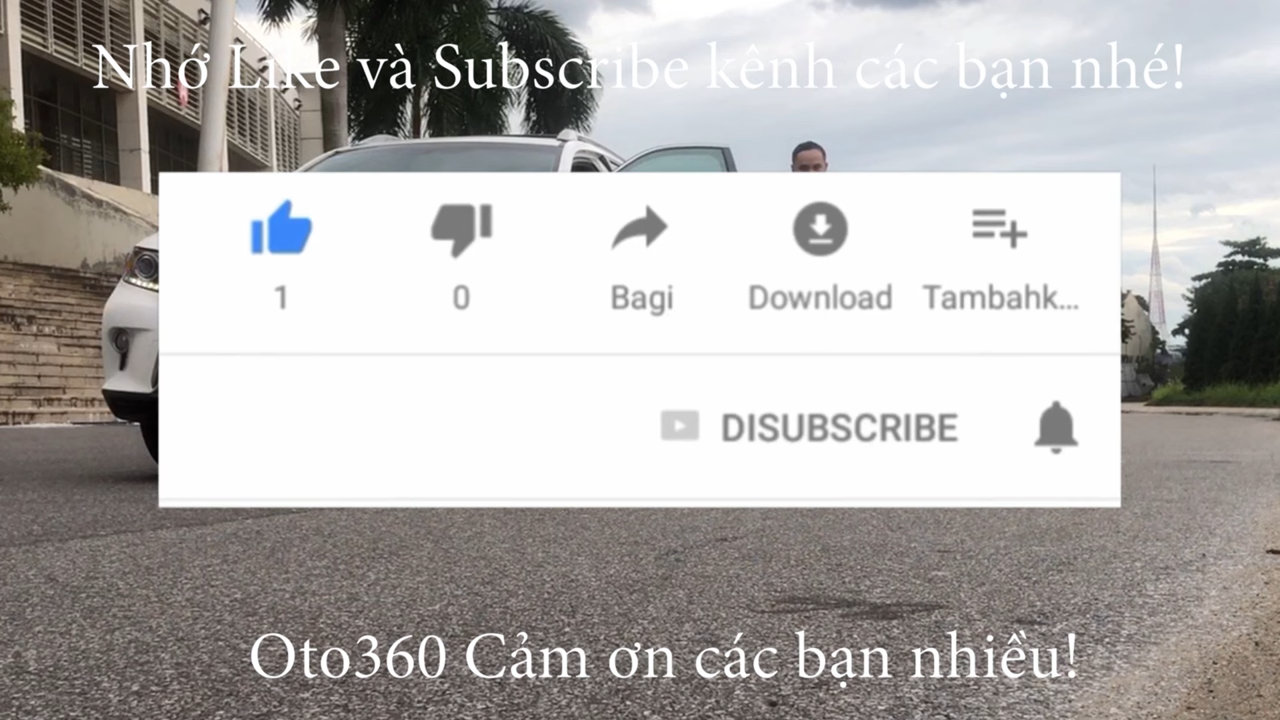 Nhớ Like và Subscribe kênh các bạn nhé!
1
0
Bagi
Download
Tambahk...
DISUBSCRIBE
Oto360 Cảm ơn các bạn nhiều!